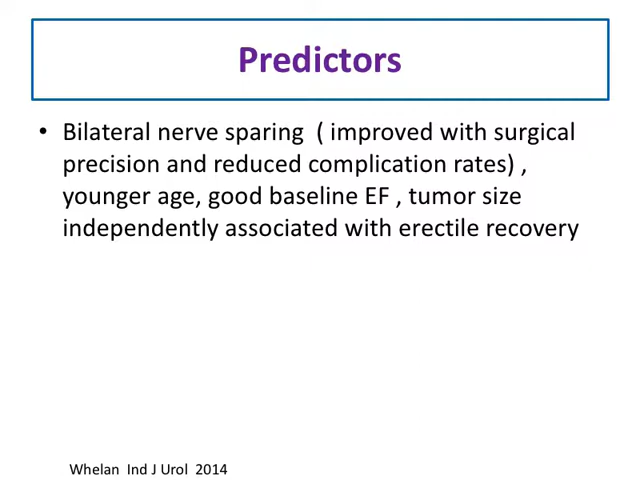 Predictors
• Bilateral nerve sparing ( improved with surgical
precision and reduced complication rates) ,
younger age, good baseline EF , tumor size
independently associated with erectile recovery
Whelan Ind J Urol 2014